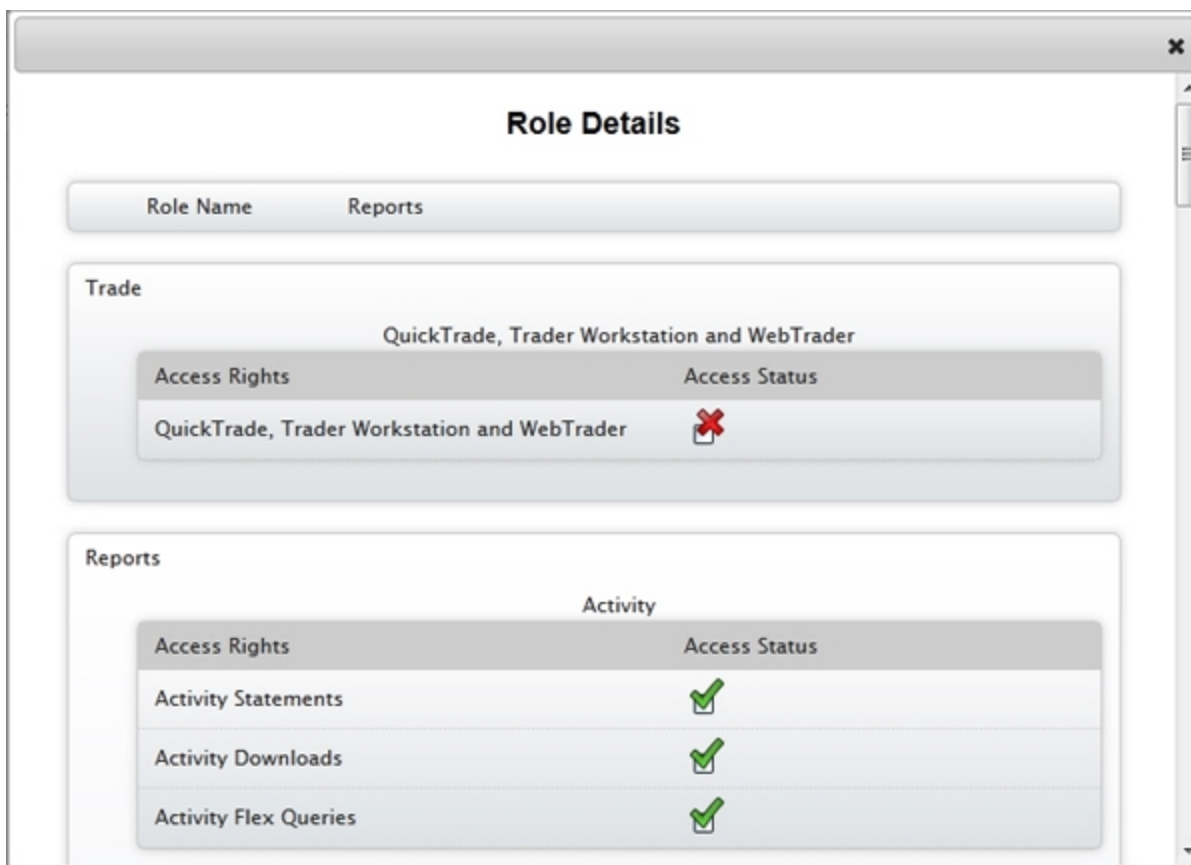 Role Details
Role Name Reports
Trade
QuickTrade, Trader Workstation and WebTrader
Access Rights Access Status
QuickTrade, Trader Workstation and WebTrader
Reports
Activity
Access Rights Access Status
Activity Statements
Activity Downloads
Activity Flex Queries